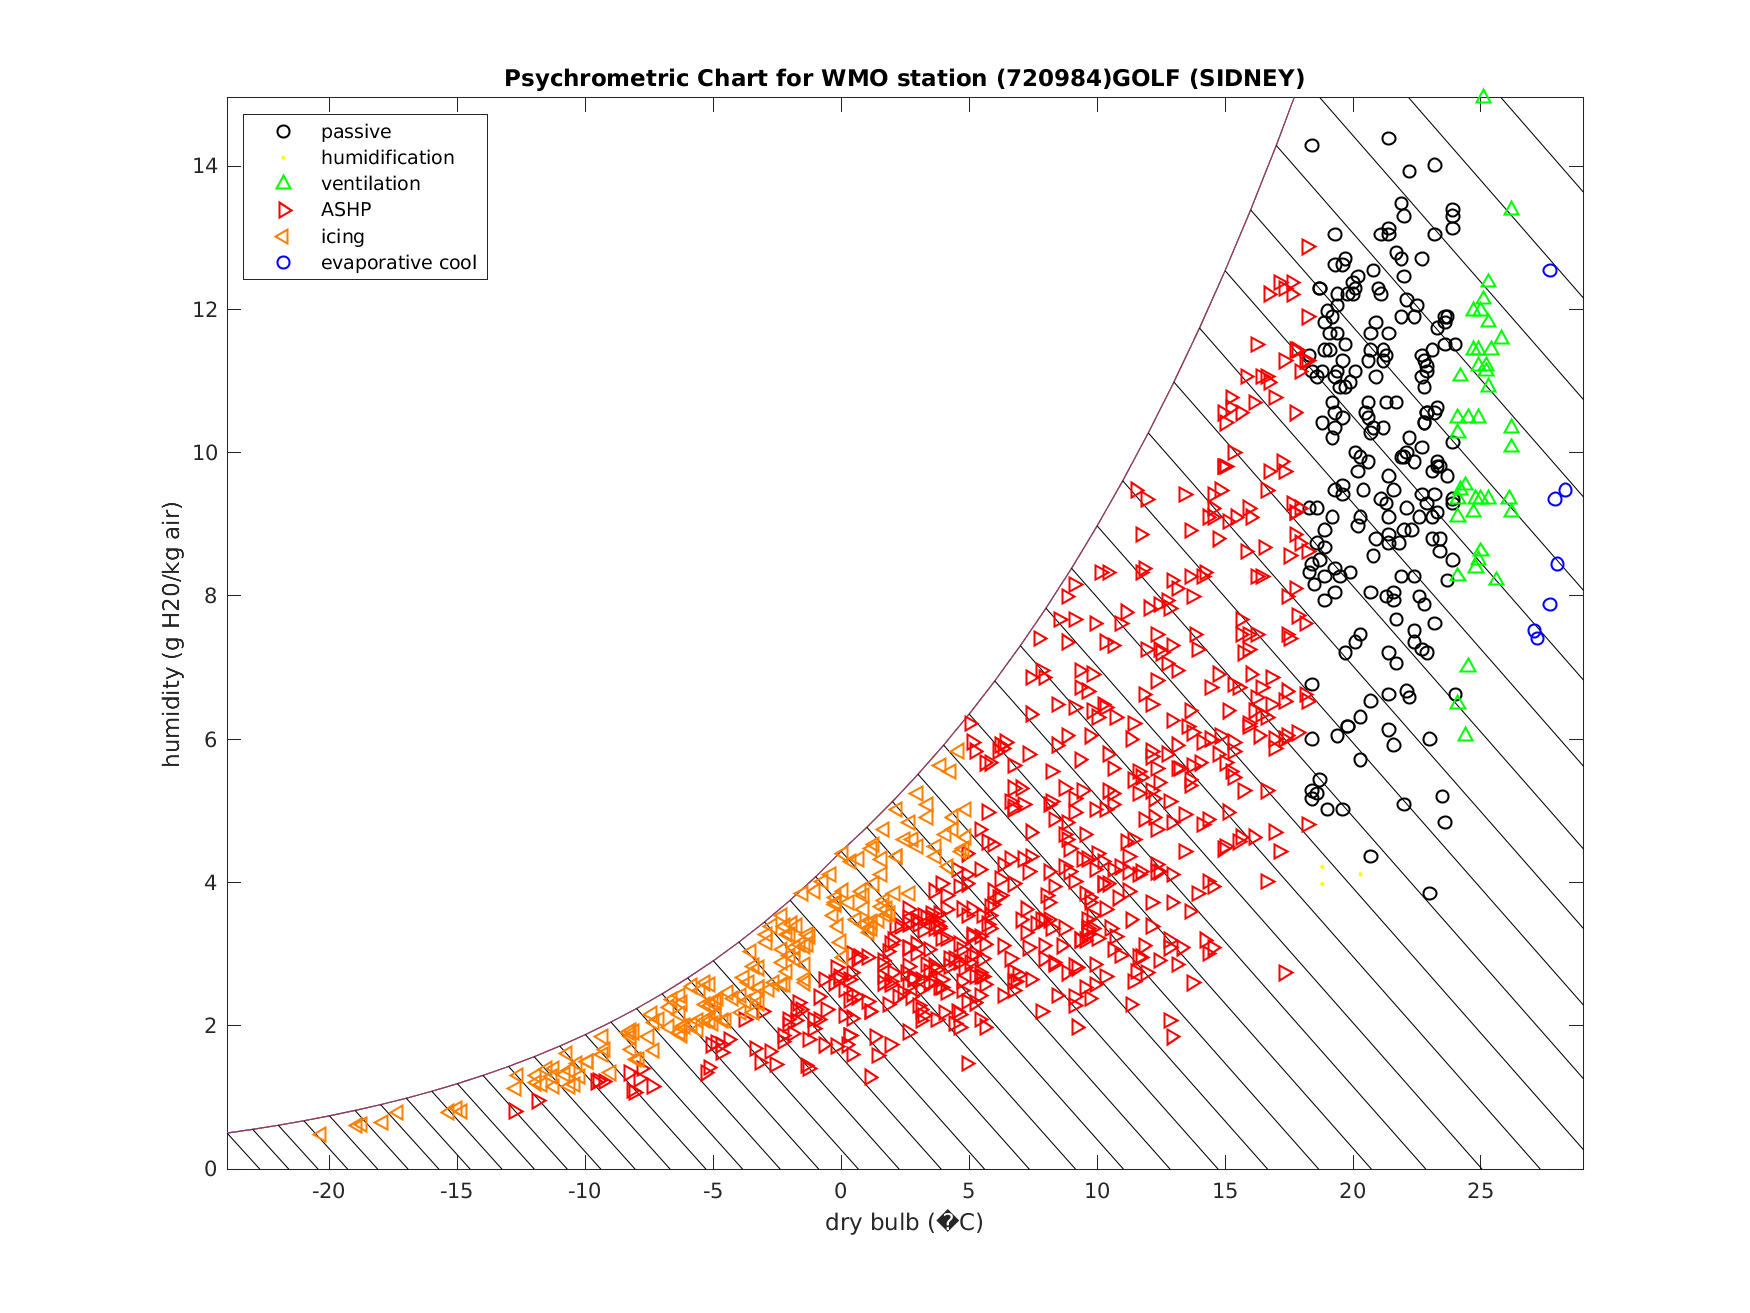 Psychrometric Chart for WMO station (720984)GOLF (SIDNEY)
passive
humidification
ventilation
ASHP
icing
evaporative cool
humidity (g H20/kg air)
14
12
10
8
6
4
2
0
-20 -15 -10 -5 0 5 10 15 20 25
dry bulb (�C)